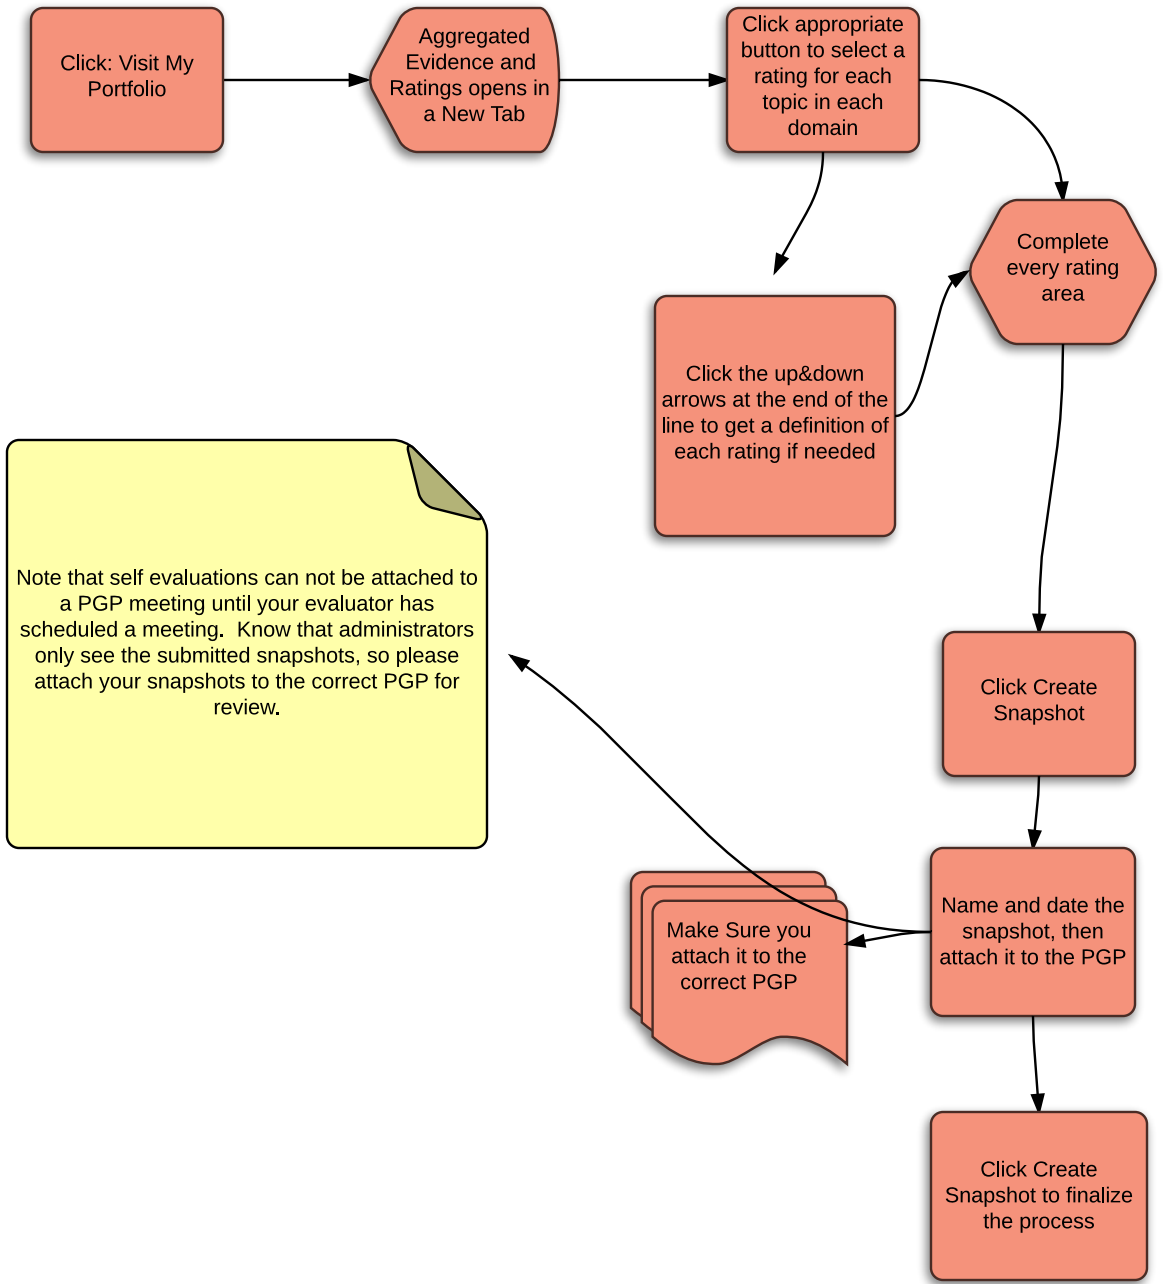 Click: Visit My
Portfolio
Aggregated
Evidence and
Ratings opens in
a New Tab
Click appropriate
button to select a
rating for each
topic in each
domain
Complete
every rating
area
Click the up&down
arrows at the end of the
line to get a definition of
each rating if needed
Note that self evaluations can not be attached to
a PGP meeting until your evaluator has
scheduled a meeting.  Know that administrators
only see the submitted snapshots, so please
attach your snapshots to the correct PGP for
review.
Click Create
Snapshot
Name and date the
snapshot, then
attach it to the PGP
Make Sure you
attach it to the
correct PGP
Click Create
Snapshot to finalize
the process